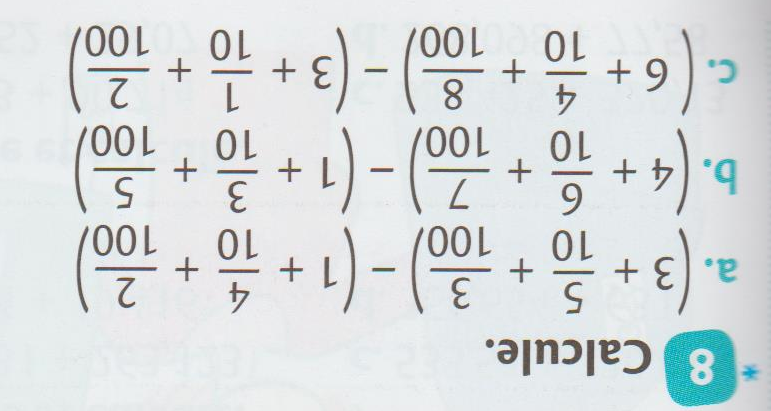 * 8 Calcule.
a. (3 + 5/10 + 3/100) − (1 + 4/10 + 2/100)
b. (4 + 6/10 + 7/100) − (1 + 3/10 + 5/100)
c. (6 + 4/10 + 8/100) − (3 + 1/10 + 2/100)